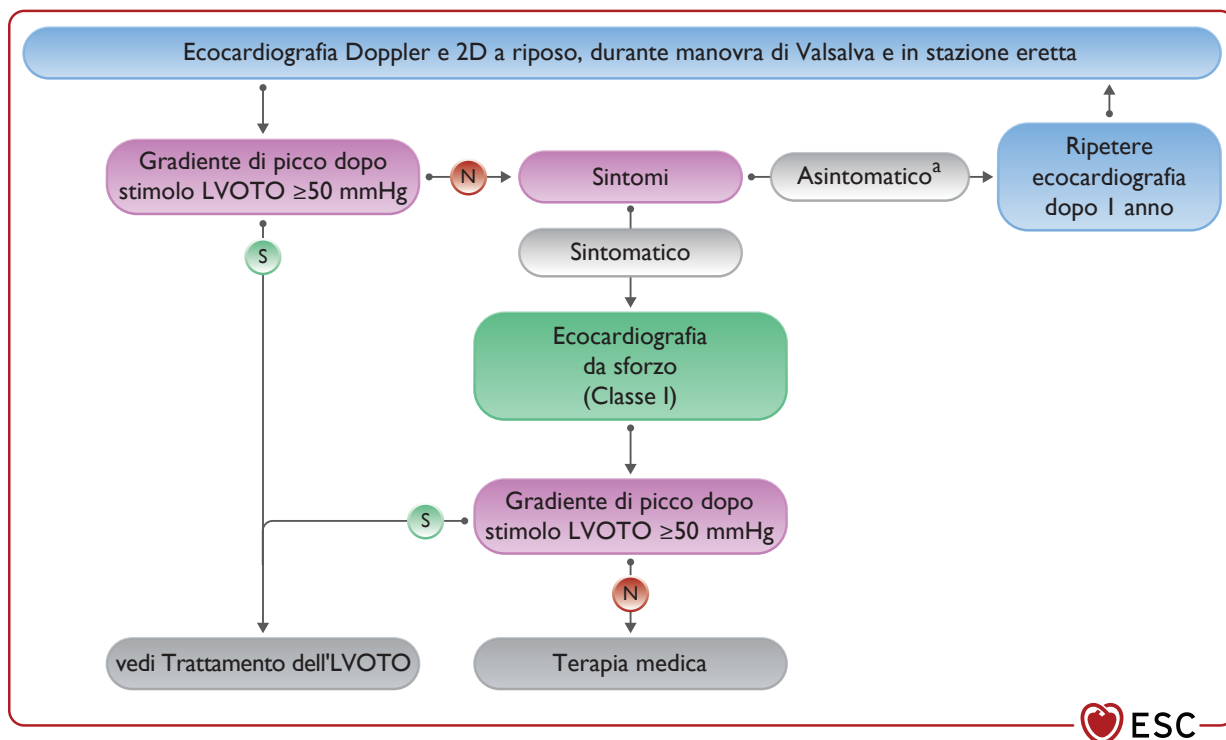 Ecocardiografia Doppler e 2D a riposo, durante manovra di Valsalva e in stazione eretta
Gradiente di picco dopo
stimolo LVOTO ≥50 mmHg
N
Sintomi
Asintomaticoᵃ
Ripetere
ecocardiografia
dopo 1 anno
S
Sintomatico
Ecocardiografia
da sforzo
(Classe I)
Gradiente di picco dopo
stimolo LVOTO ≥50 mmHg
S
N
vedi Trattamento dell'LVOTO
Terapia medica
ESC